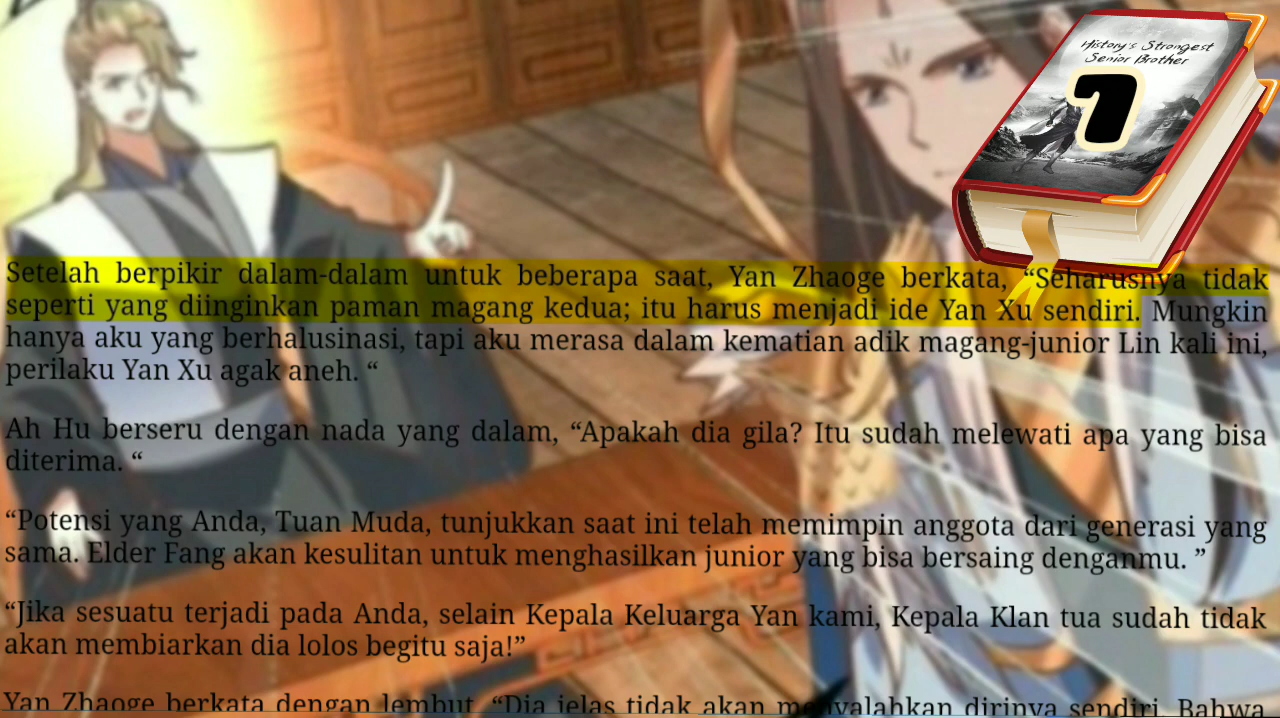 History's Strongest
Senior Brother
7
Setelah berpikir dalam-dalam untuk beberapa saat, Yan Zhaoge berkata, “Seharusnya tidak
seperti yang diinginkan paman magang kedua; itu harus menjadi ide Yan Xu sendiri. Mungkin
hanya aku yang berhalusinasi, tapi aku merasa dalam kematian adik magang-junior Lin kali ini,
perilaku Yan Xu agak aneh. “
Ah Hu berseru dengan nada yang dalam, “Apakah dia gila? Itu sudah melewati apa yang bisa
diterima. “
“Potensi yang Anda, Tuan Muda, tunjukkan saat ini telah memimpin anggota dari generasi yang
sama. Elder Fang akan kesulitan untuk menghasilkan junior yang bisa bersaing denganmu. ”
“Jika sesuatu terjadi pada Anda, selain Kepala Keluarga Yan kami, Kepala Klan tua sudah tidak
akan membiarkan dia lolos begitu saja!”
Yan Zhaoge berkata dengan lembut, “Dia jelas tidak akan menyalahkan dirinya sendiri. Bahwa